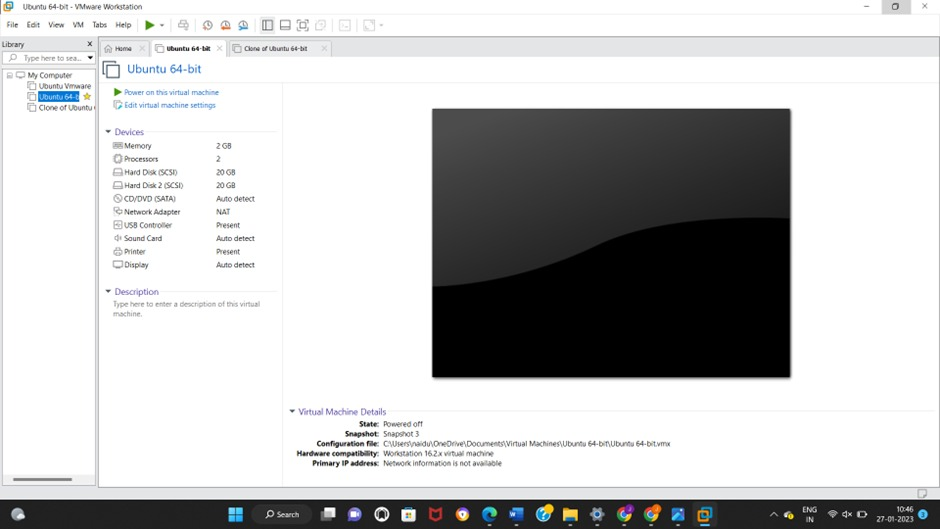 Ubuntu 64-bit - VMware Workstation
File Edit View VM Tabs Help
Library
Type here to sea...
My Computer
Ubuntu Vmware
Ubuntu 64-b
Clone of Ubuntu
Home
Ubuntu 64-bit
Clone of Ubuntu 64-bit
Ubuntu 64-bit
Power on this virtual machine
Edit virtual machine settings
Devices
Memory 2 GB
Processors 2
Hard Disk (SCSI) 20 GB
Hard Disk 2 (SCSI) 20 GB
CD/DVD (SATA) Auto detect
Network Adapter NAT
USB Controller Present
Sound Card Auto detect
Printer Present
Display Auto detect
Description
Type here to enter a description of this virtual
machine.
Virtual Machine Details
State: Powered off
Snapshot: Snapshot 3
Configuration file: C:\Users\naidu\OneDrive\Documents\Virtual Machines\Ubuntu 64-bit\Ubuntu 64-bit.vmx
Hardware compatibility: Workstation 16.2.x virtual machine
Primary IP address: Network information is not available
Search
ENG
IN
10:46
27-01-2023